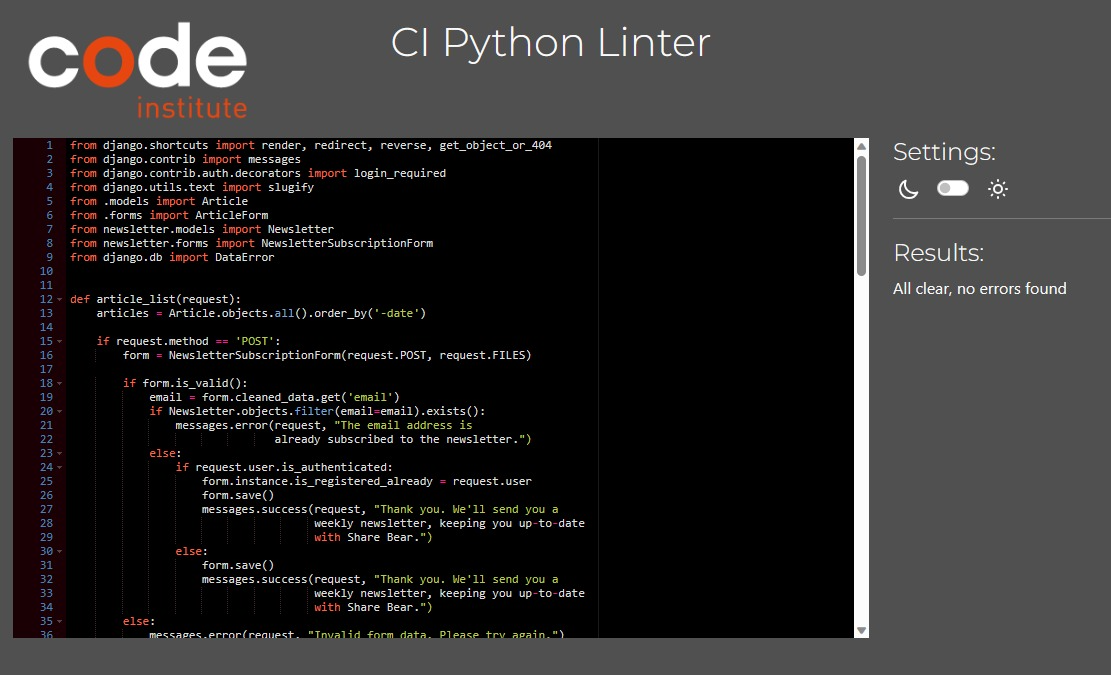 code
institute
CI Python Linter
1 from django.shortcuts import render, redirect, reverse, get_object_or_404
2 from django.contrib import messages
3 from django.contrib.auth.decorators import login_required
4 from django.utils.text import slugify
5 from .models import Article
6 from .forms import ArticleForm
7 from newsletter.models import Newsletter
8 from newsletter.forms import NewsletterSubscriptionForm
9 from django.db import DataError
10
11
12 def article_list(request):
13     articles = Article.objects.all().order_by('-date')
14
15     if request.method == 'POST':
16         form = NewsletterSubscriptionForm(request.POST, request.FILES)
17
18         if form.is_valid():
19             email = form.cleaned_data.get('email')
20             if Newsletter.objects.filter(email=email).exists():
21                 messages.error(request, "The email address is
22                                already subscribed to the newsletter.")
23             else:
24                 if request.user.is_authenticated:
25                     form.instance.is_registered_already = request.user
26                     form.save()
27                     messages.success(request, "Thank you. We'll send you a
28                                      weekly newsletter, keeping you up-to-date
29                                      with Share Bear.")
30                 else:
31                     form.save()
32                     messages.success(request, "Thank you. We'll send you a
33                                      weekly newsletter, keeping you up-to-date
34                                      with Share Bear.")
35         else:
36             messages.error(request, "Invalid form data. Please try again.")
Settings:
Results:
All clear, no errors found